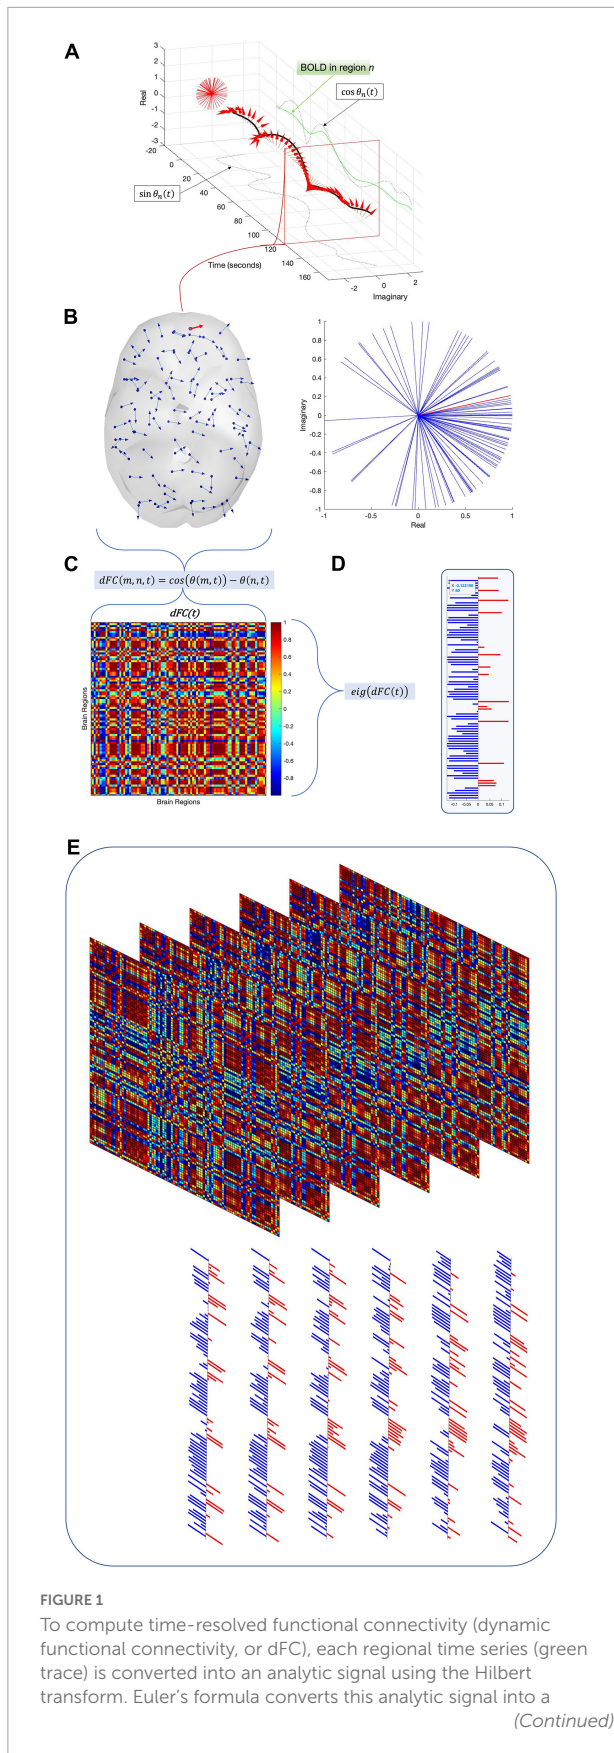 A
3
2
1
0
-1
-2
-3
Real
BOLD in region n
cos θn(t)
sin θn(t)
-20
0
20
40
60
80
100
120
140
160
Time (seconds)
-2
0
2
Imaginary
B
1
0.8
0.6
0.4
0.2
0
-0.2
-0.4
-0.6
-0.8
-1
Imaginary
-1
-0.5
0
0.5
1
Real
C
dFC(m, n, t) = cos(θ(m, t)) − θ(n, t)
dFC(t)
Brain Regions
Brain Regions
1
0.8
0.6
0.4
0.2
0
-0.2
-0.4
-0.6
-0.8
eig(dFC(t))
D
-0.1
-0.05
0
0.05
0.1
E
FIGURE 1
To compute time-resolved functional connectivity (dynamic
functional connectivity, or dFC), each regional time series (green
trace) is converted into an analytic signal using the Hilbert
transform. Euler's formula converts this analytic signal into a
(Continued)